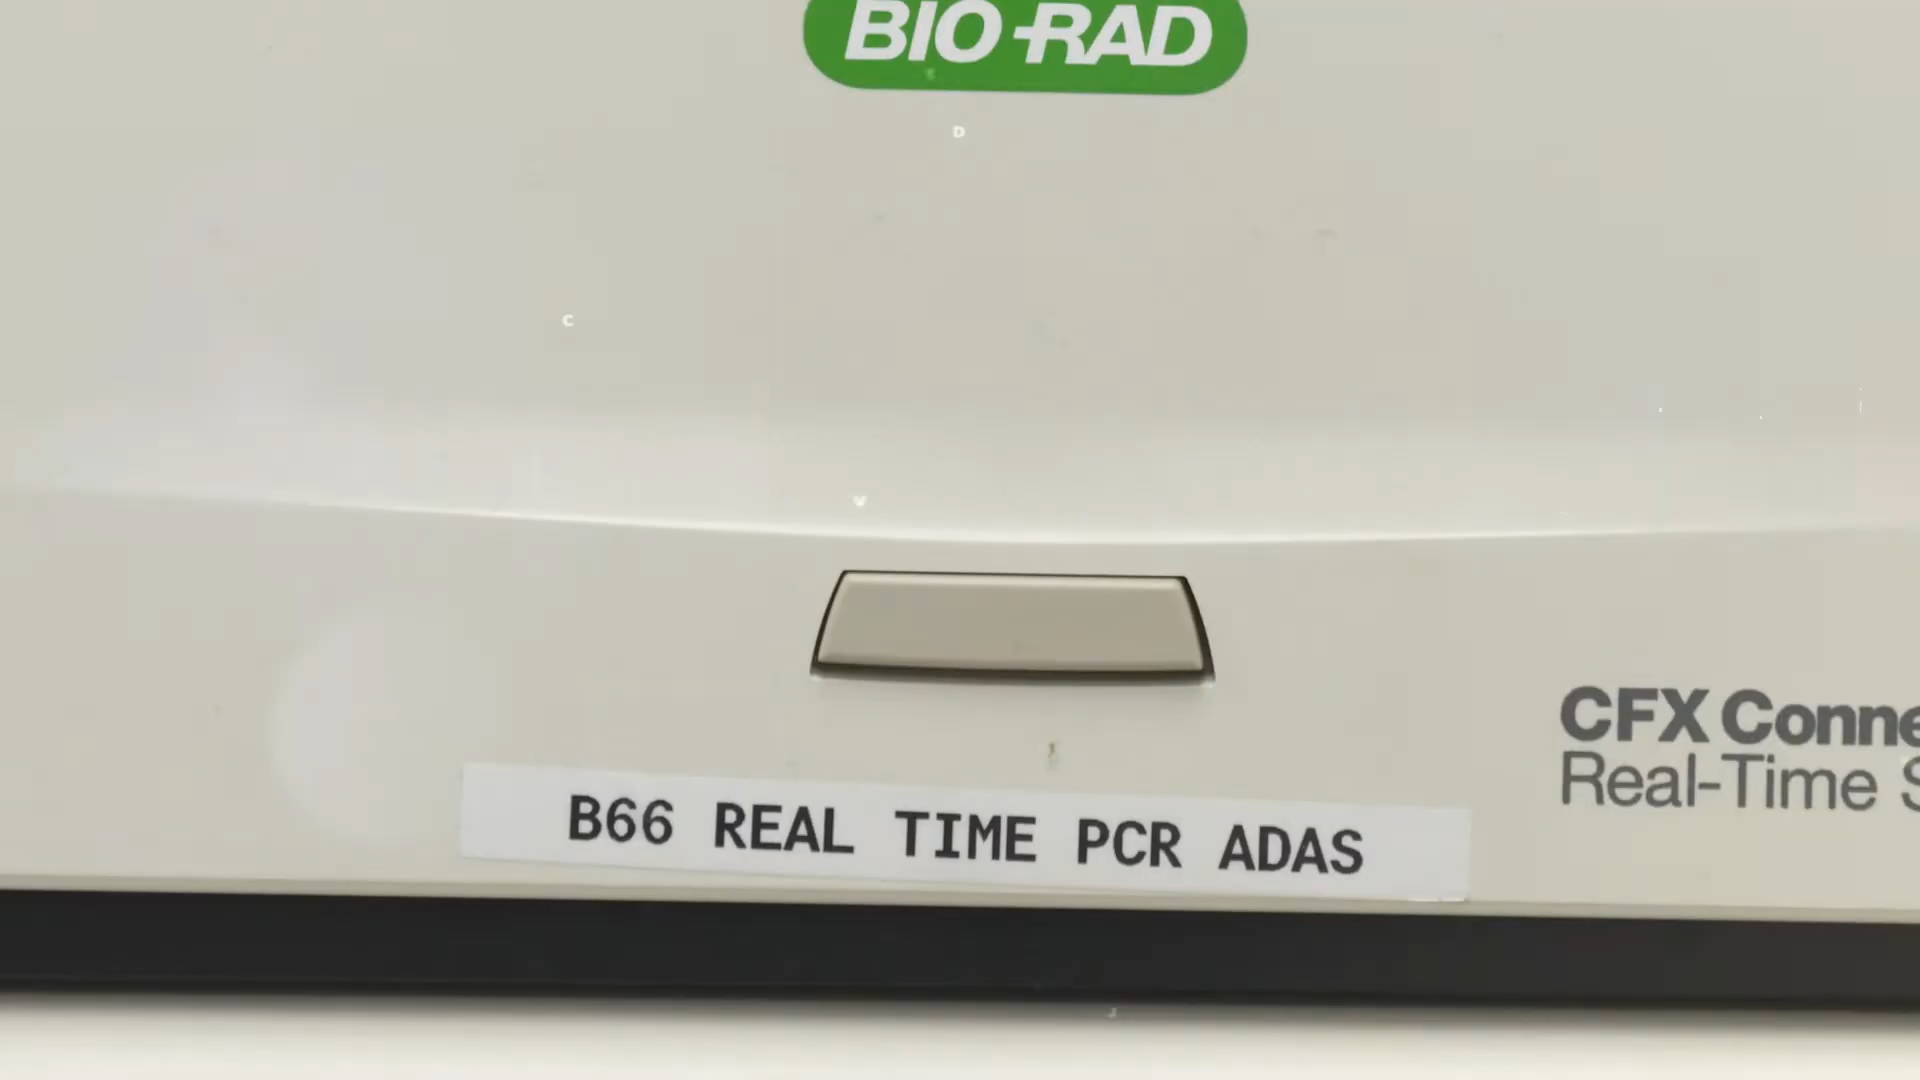 BIO-RAD
D
C
V
CFX Conne
Real-Time S
B66 REAL TIME PCR ADAS
J